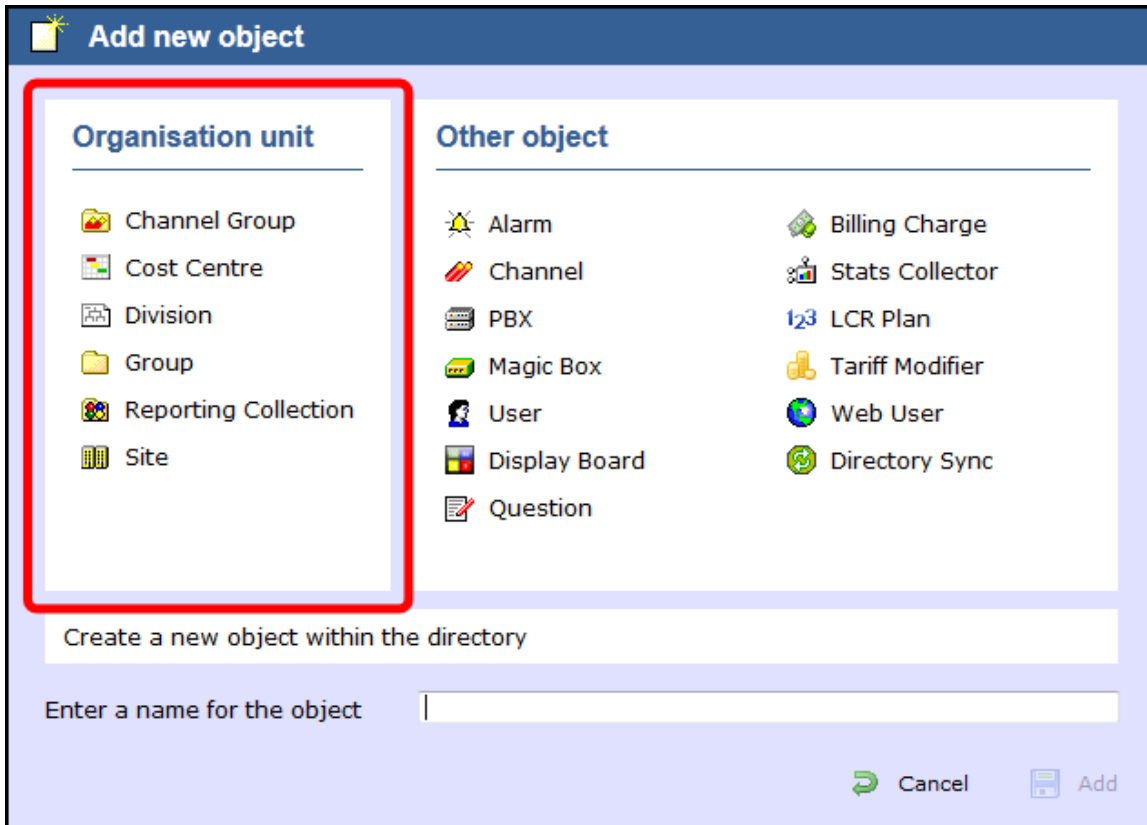 Add new object
Organisation unit
Channel Group
Cost Centre
Division
Group
Reporting Collection
Site
Other object
Alarm
Channel
PBX
Magic Box
User
Display Board
Question
Billing Charge
Stats Collector
123 LCR Plan
Tariff Modifier
Web User
Directory Sync
Create a new object within the directory
Enter a name for the object
Cancel
Add